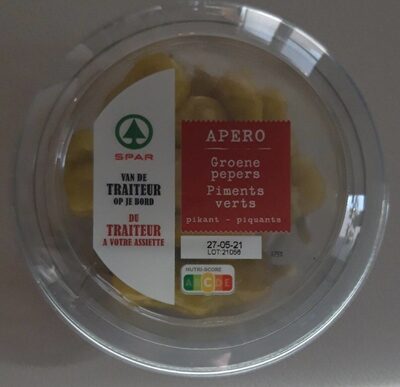 SPAR
VAN DE
TRAITEUR
OP JE BORD
DU
TRAITEUR
A VOTRE ASSIETTE
APERO
Groene
pepers
Piments
verts
pikant - piquants
27-05-21
LOT:21056
NUTRI-SCORE
A B C D E